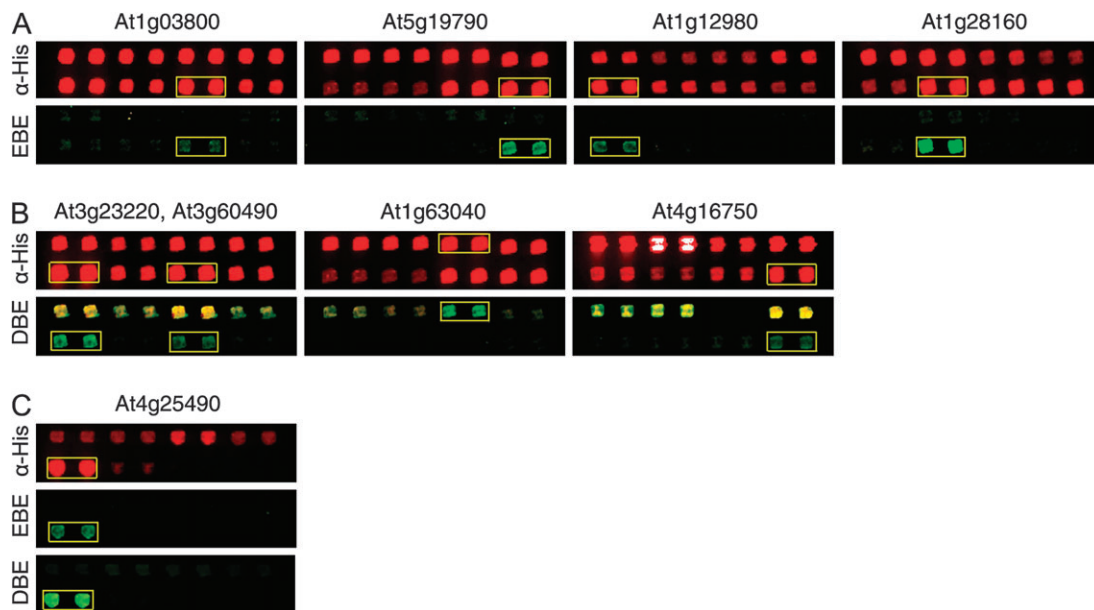 A
At1g03800 At5g19790 At1g12980 At1g28160
α-His
EBE
B
At3g23220, At3g60490 At1g63040 At4g16750
α-His
DBE
C
At4g25490
α-His
EBE
DBE